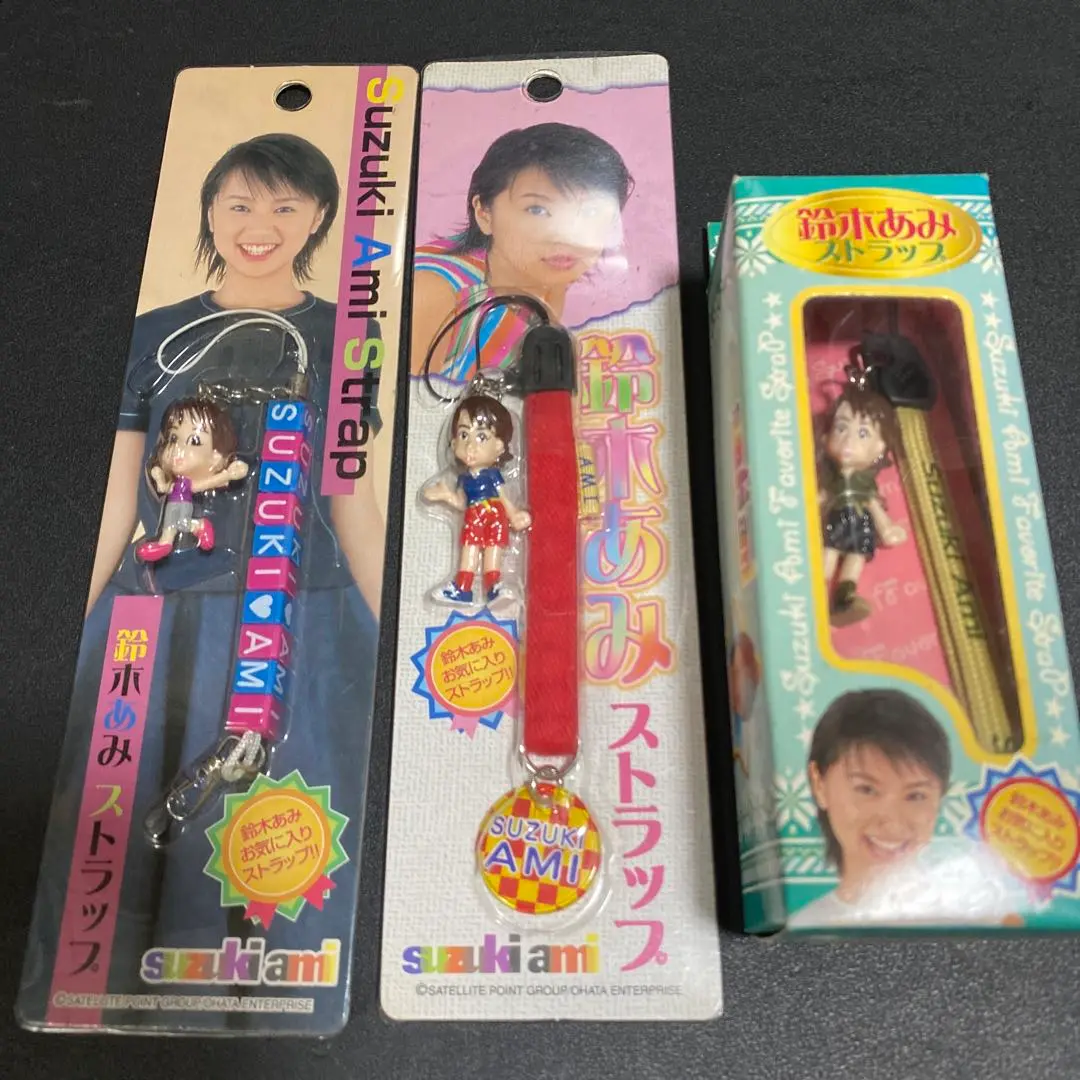 Suzuki Ami Strap
SUZUKI♥AMI
鈴木あみ ストラップ。
鈴木あみ
お気に入り
ストラップ!!
suzuki ami
©SATELLITE POINT GROUP/OHATA ENTERPRISE
鈴木あみ
ストラップ。
AMI
鈴木あみ
お気に入り
ストラップ!!
SUZUKI
AMI
suzuki ami
©SATELLITE POINT GROUP/OHATA ENTERPRISE
鈴木あみ
ストラップ
Suzuki Ami Favorite Strap
Suzuki Ami Favorite Strap
Suzuki Ami
鈴木あみ
お気に入り
ストラップ!!